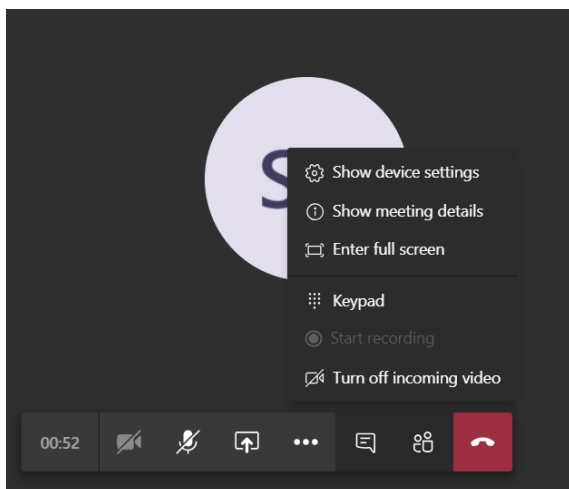 S
Show device settings
Show meeting details
Enter full screen
Keypad
Start recording
Turn off incoming video
00:52